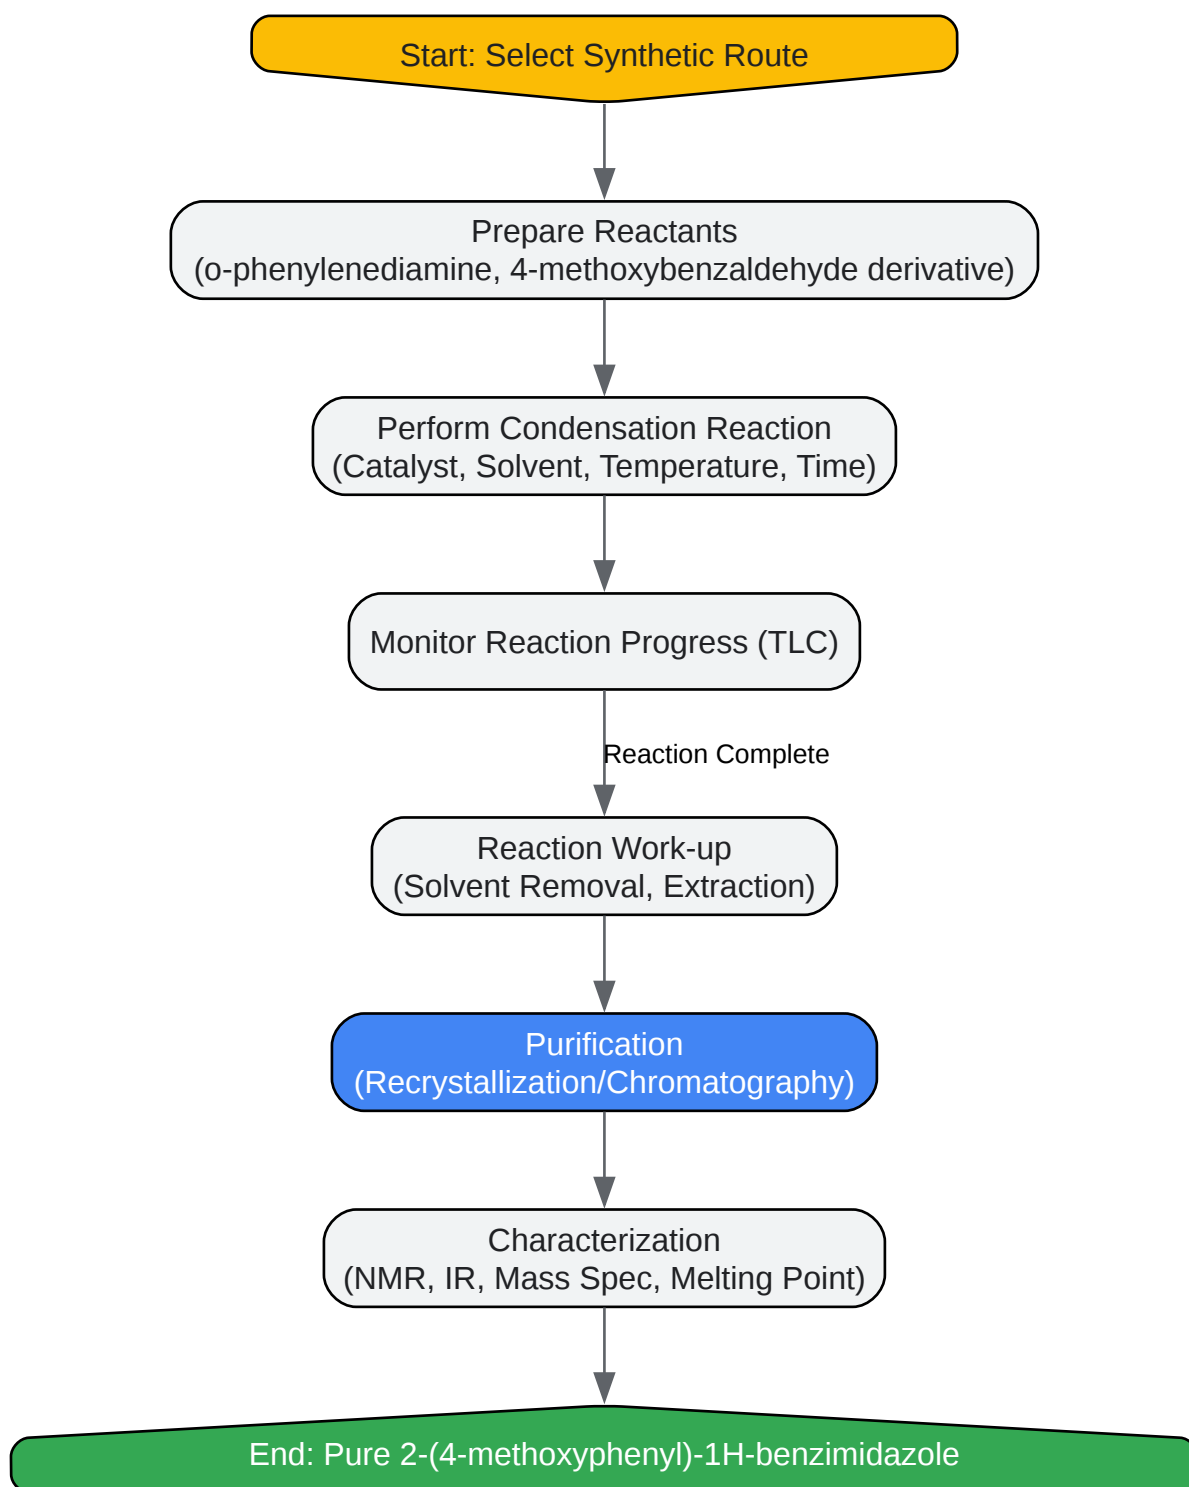 Start: Select Synthetic Route
Prepare Reactants
(o-phenylenediamine, 4-methoxybenzaldehyde derivative)
Perform Condensation Reaction
(Catalyst, Solvent, Temperature, Time)
Monitor Reaction Progress (TLC)
Reaction Complete
Reaction Work-up
(Solvent Removal, Extraction)
Purification
(Recrystallization/Chromatography)
Characterization
(NMR, IR, Mass Spec, Melting Point)
End: Pure 2-(4-methoxyphenyl)-1H-benzimidazole